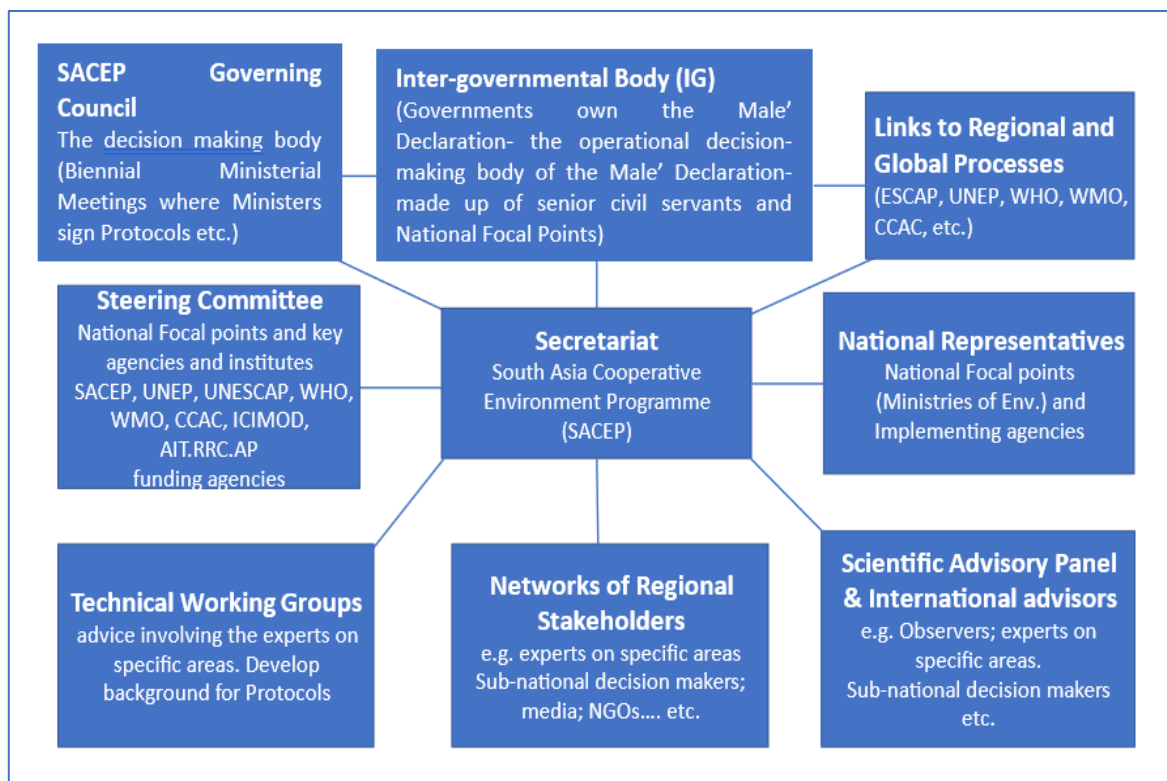 SACEP Governing
Council
The decision making body
(Biennial Ministerial
Meetings where Ministers
sign Protocols etc.)
Inter-governmental Body (IG)
(Governments own the Male’
Declaration- the operational decision-
making body of the Male’ Declaration-
made up of senior civil servants and
National Focal Points)
Links to Regional and
Global Processes
(ESCAP, UNEP, WHO, WMO,
CCAC, etc.)
Steering Committee
National Focal points and key
agencies and institutes
SACEP, UNEP, UNESCAP, WHO,
WMO, CCAC, ICIMOD,
AIT.RRC.AP
funding agencies
Secretariat
South Asia Cooperative
Environment Programme
(SACEP)
National Representatives
National Focal points
(Ministries of Env.) and
Implementing agencies
Technical Working Groups
advice involving the experts on
specific areas. Develop
background for Protocols
Networks of Regional
Stakeholders
e.g. experts on specific areas
Sub-national decision makers;
media; NGOs…. etc.
Scientific Advisory Panel
& International advisors
e.g. Observers; experts on
specific areas.
Sub-national decision makers
etc.